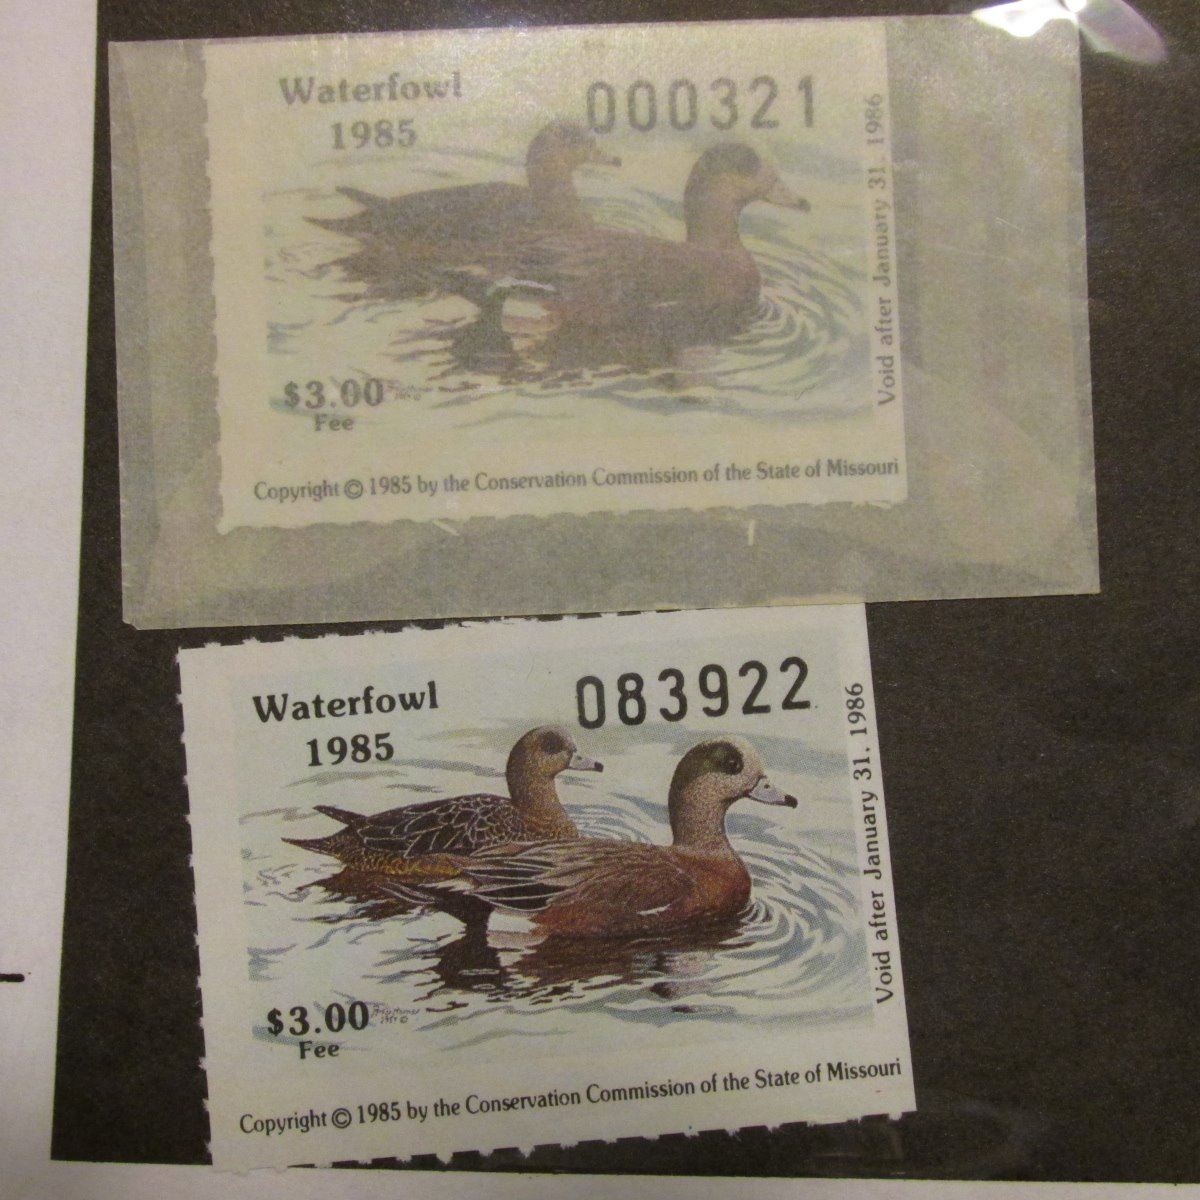 Waterfowl
1985
000321
Void after January 31, 1986
$3.00
Fee
Copyright © 1985 by the Conservation Commission of the State of Missouri
Waterfowl
1985
083922
Void after January 31, 1986
$3.00
Fee
Copyright © 1985 by the Conservation Commission of the State of Missouri